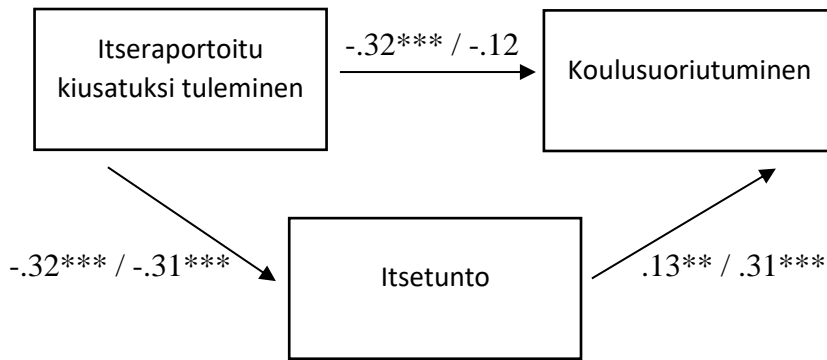 Itseraportoitu
kiusatuksi tuleminen
-.32*** / -.12
Koulusuoriutuminen
-.32*** / -.31***
Itsetunto
.13** / .31***